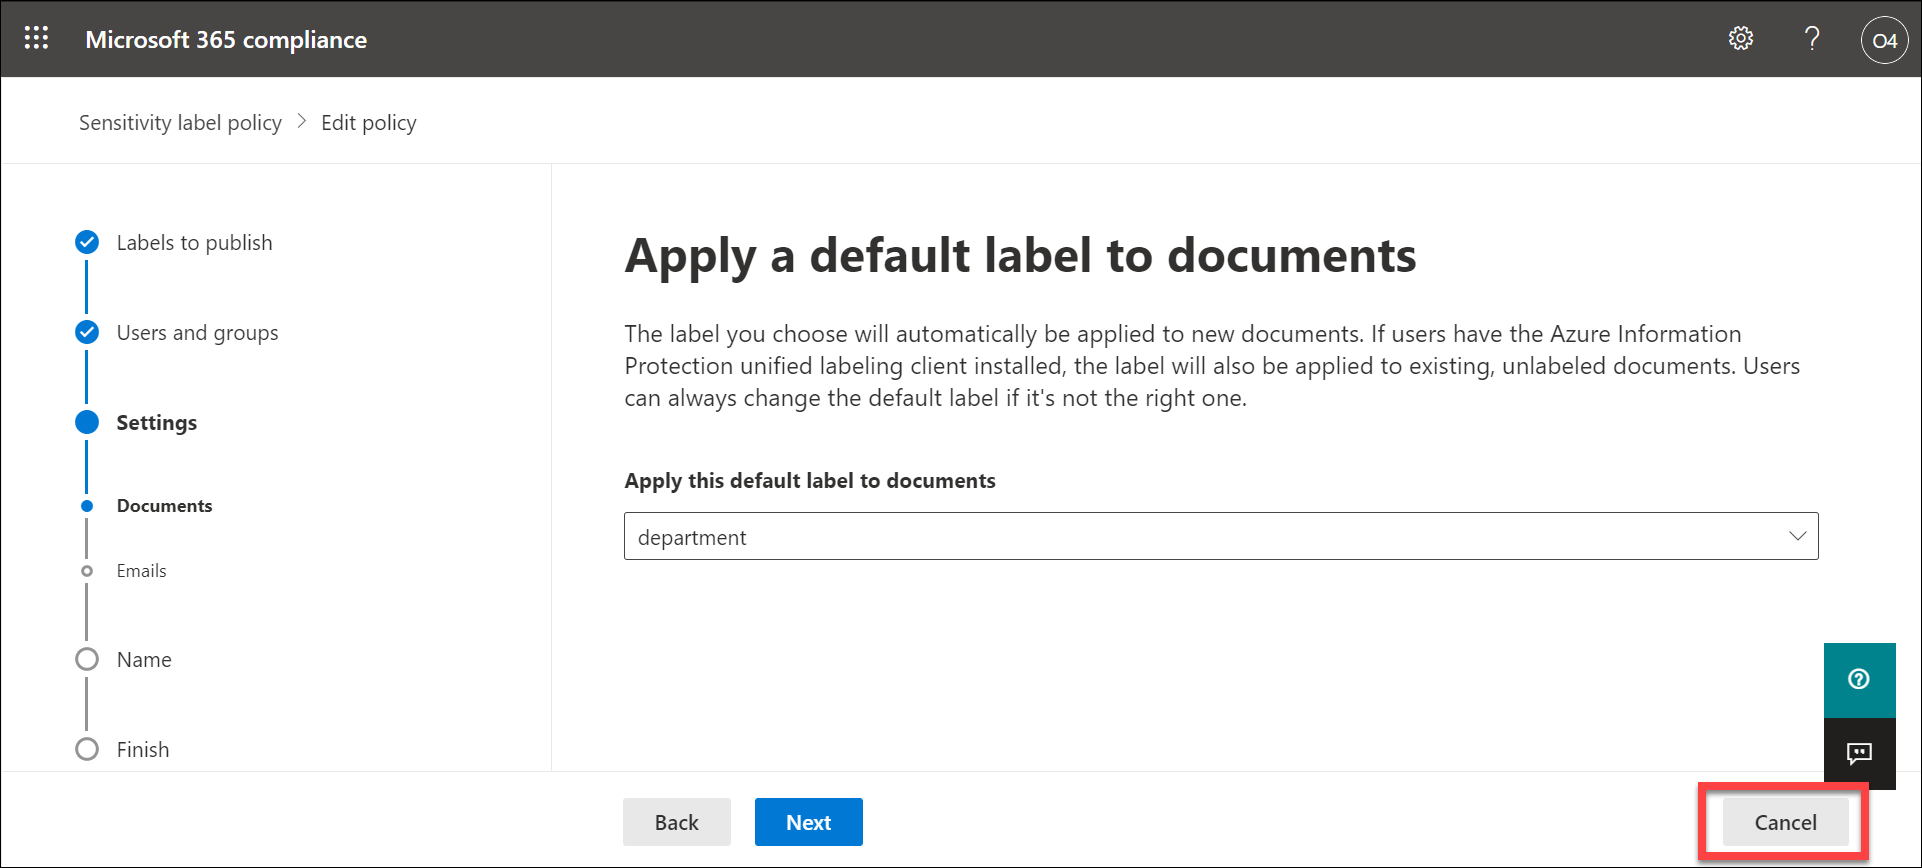 Microsoft 365 compliance
O4
Sensitivity label policy > Edit policy
Labels to publish
Users and groups
Settings
Documents
Emails
Name
Finish
Apply a default label to documents
The label you choose will automatically be applied to new documents. If users have the Azure Information
Protection unified labeling client installed, the label will also be applied to existing, unlabeled documents. Users
can always change the default label if it's not the right one.
Apply this default label to documents
department
Back
Next
Cancel